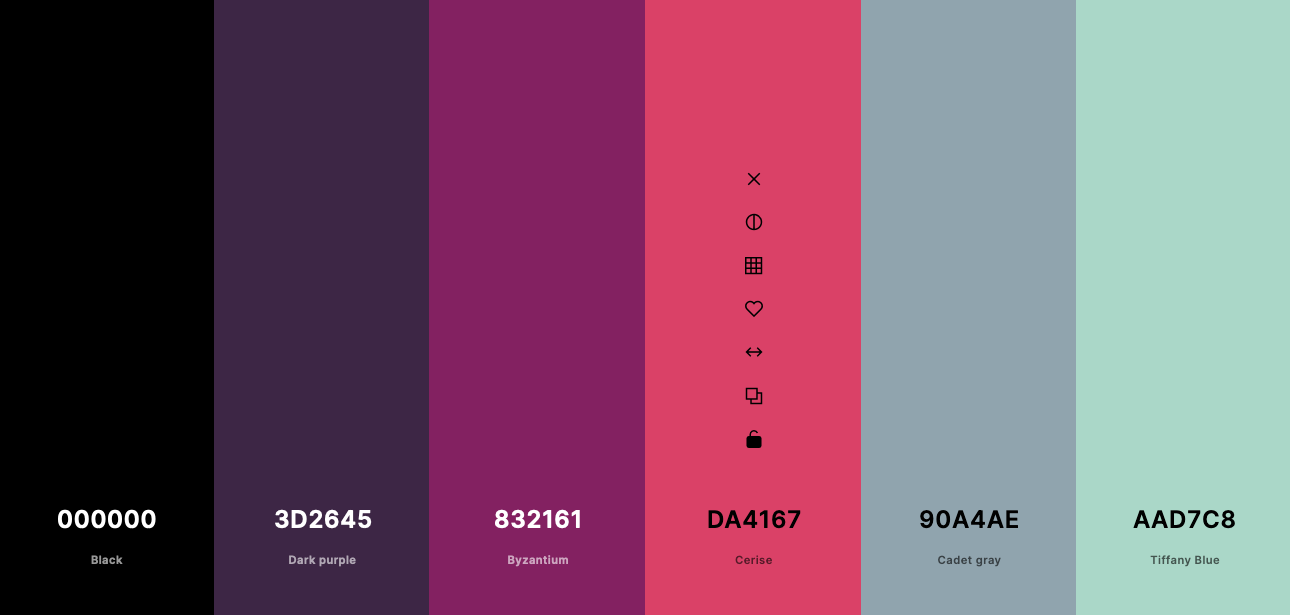 000000
Black
3D2645
Dark purple
832161
Byzantium
DA4167
Cerise
90A4AE
Cadet gray
AAD7C8
Tiffany Blue